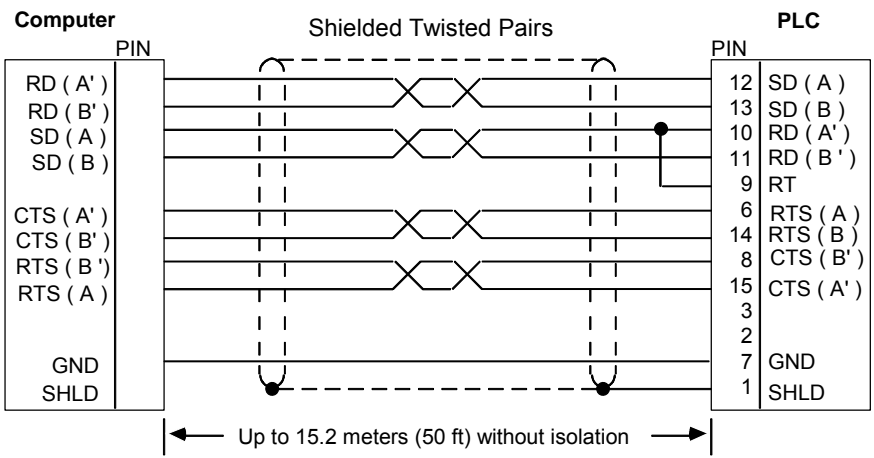 Computer
Shielded Twisted Pairs
PLC
PIN
PIN
RD ( A' )
12 SD ( A )
RD ( B' )
13 SD ( B )
SD ( A )
10 RD ( A' )
SD ( B )
11 RD ( B ' )
9 RT
CTS ( A' )
6 RTS ( A )
CTS ( B' )
14 RTS ( B )
RTS ( B ')
8 CTS ( B' )
RTS ( A )
15 CTS ( A' )
3
2
GND
7 GND
SHLD
1 SHLD
Up to 15.2 meters (50 ft) without isolation